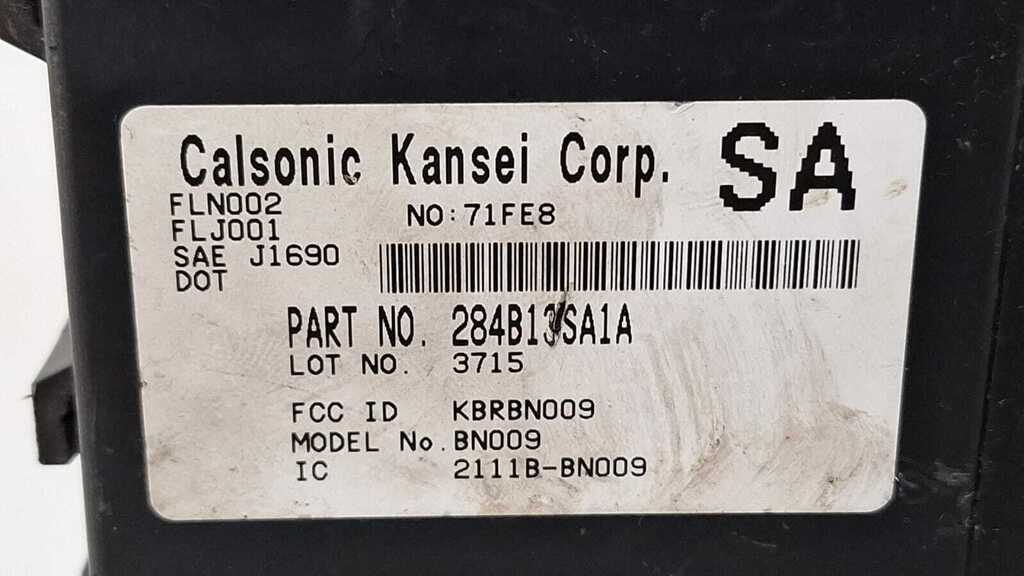 Calsonic Kansei Corp.
SA
FLN002
NO:71FE8
FLJ001
SAE J1690
DOT
PART NO. 284B13SA1A
LOT NO. 3715
FCC ID KBRBN009
MODEL No. BN009
IC 2111B-BN009